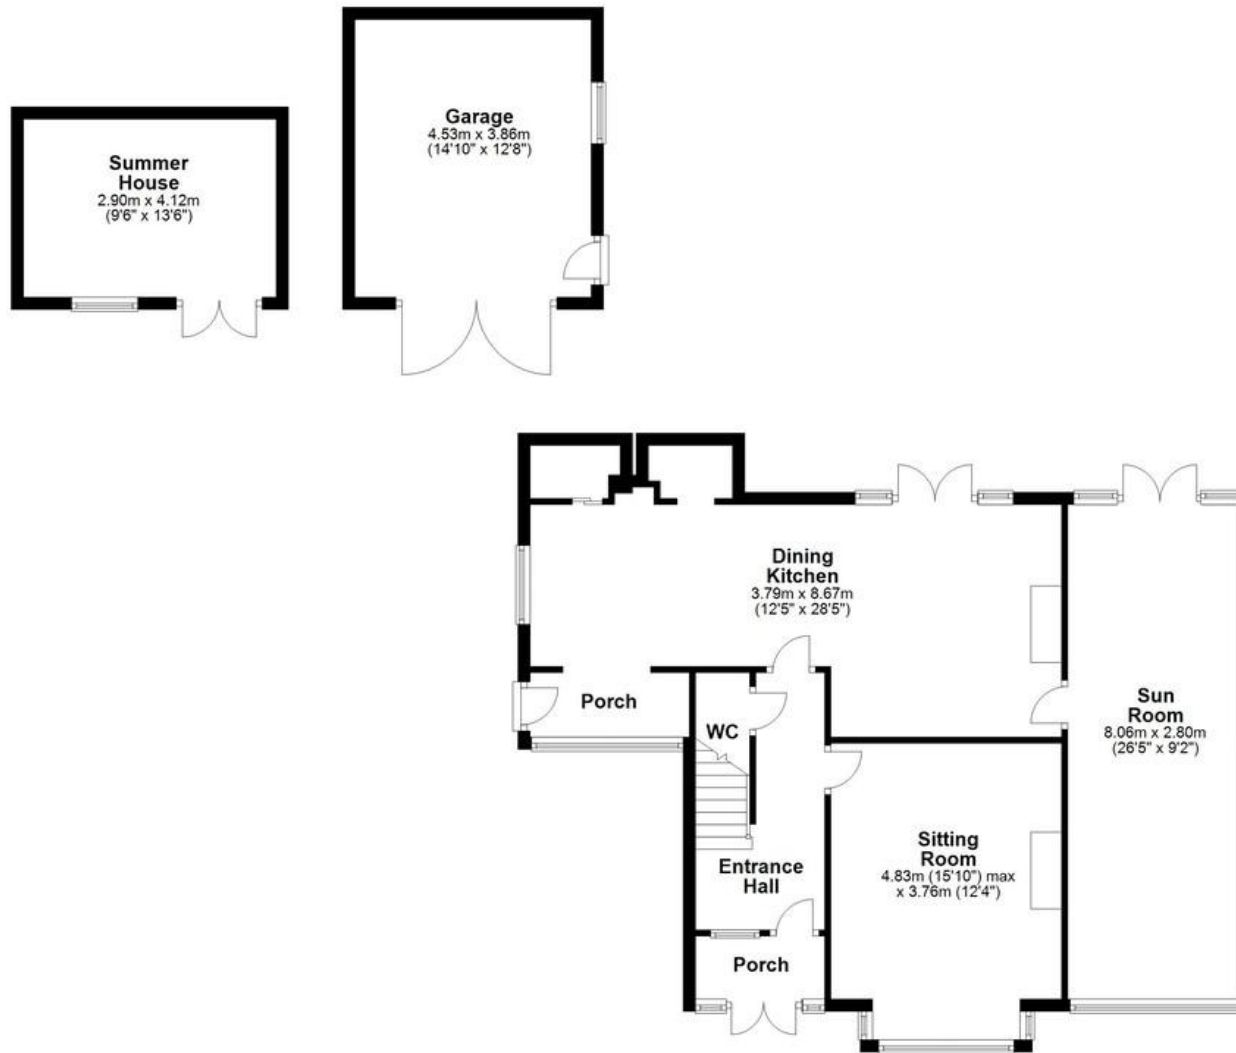 Garage
4.53m x 3.86m
(14'10" x 12'8")
Summer
House
2.90m x 4.12m
(9'6" x 13'6")
Dining
Kitchen
3.79m x 8.67m
(12'5" x 28'5")
Porch
WC
Sun
Room
8.06m x 2.80m
(26'5" x 9'2")
Sitting
Room
4.83m (15'10") max
x 3.76m (12'4")
Entrance
Hall
Porch